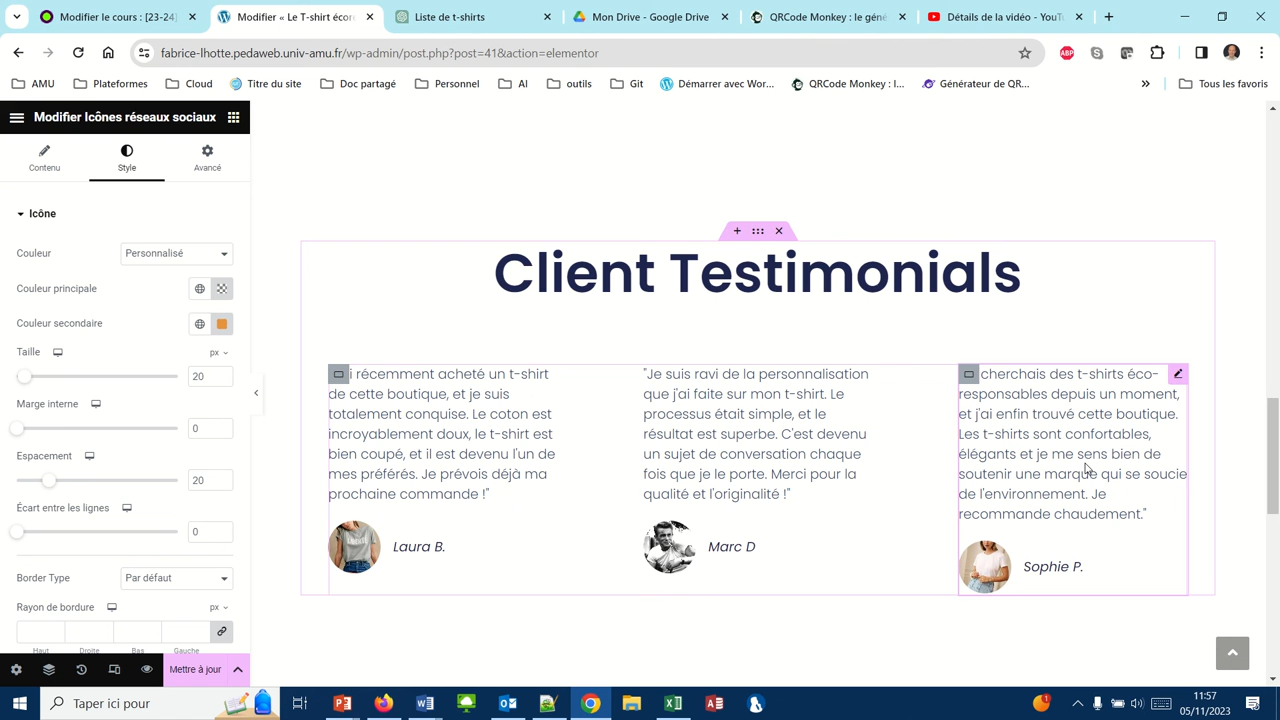 Modifier le cours : [23-24]
Modifier « Le T-shirt écor
Liste de t-shirts
Mon Drive - Google Drive
QRCode Monkey : le géné
Détails de la vidéo - YouTu
fabrice-lhotte.pedaweb.univ-amu.fr/wp-admin/post.php?post=41&action=elementor
ABP
AMU
Plateformes
Cloud
Titre du site
Doc partagé
Personnel
AI
outils
Git
Démarrer avec Wor...
QRCode Monkey : l...
Générateur de QR...
Tous les favoris
Modifier Icônes réseaux sociaux
Contenu
Style
Avancé
Icône
Couleur
Personnalisé
Couleur principale
Couleur secondaire
Taille
px
20
Marge interne
0
Espacement
20
Écart entre les lignes
0
Border Type
Par défaut
Rayon de bordure
px
Haut
Droite
Bas
Gauche
Mettre à jour
Client Testimonials
i récemment acheté un t-shirt
de cette boutique, et je suis
totalement conquise. Le coton est
incroyablement doux, le t-shirt est
bien coupé, et il est devenu l'un de
mes préférés. Je prévois déjà ma
prochaine commande !"
Laura B.
"Je suis ravi de la personnalisation
que j'ai faite sur mon t-shirt. Le
processus était simple, et le
résultat est superbe. C'est devenu
un sujet de conversation chaque
fois que je le porte. Merci pour la
qualité et l'originalité !"
Marc D
cherchais des t-shirts éco-
responsables depuis un moment,
et j'ai enfin trouvé cette boutique.
Les t-shirts sont confortables,
élégants et je me sens bien de
soutenir une marque qui se soucie
de l'environnement. Je
recommande chaudement."
Sophie P.
Taper ici pour
1
11:57
05/11/2023